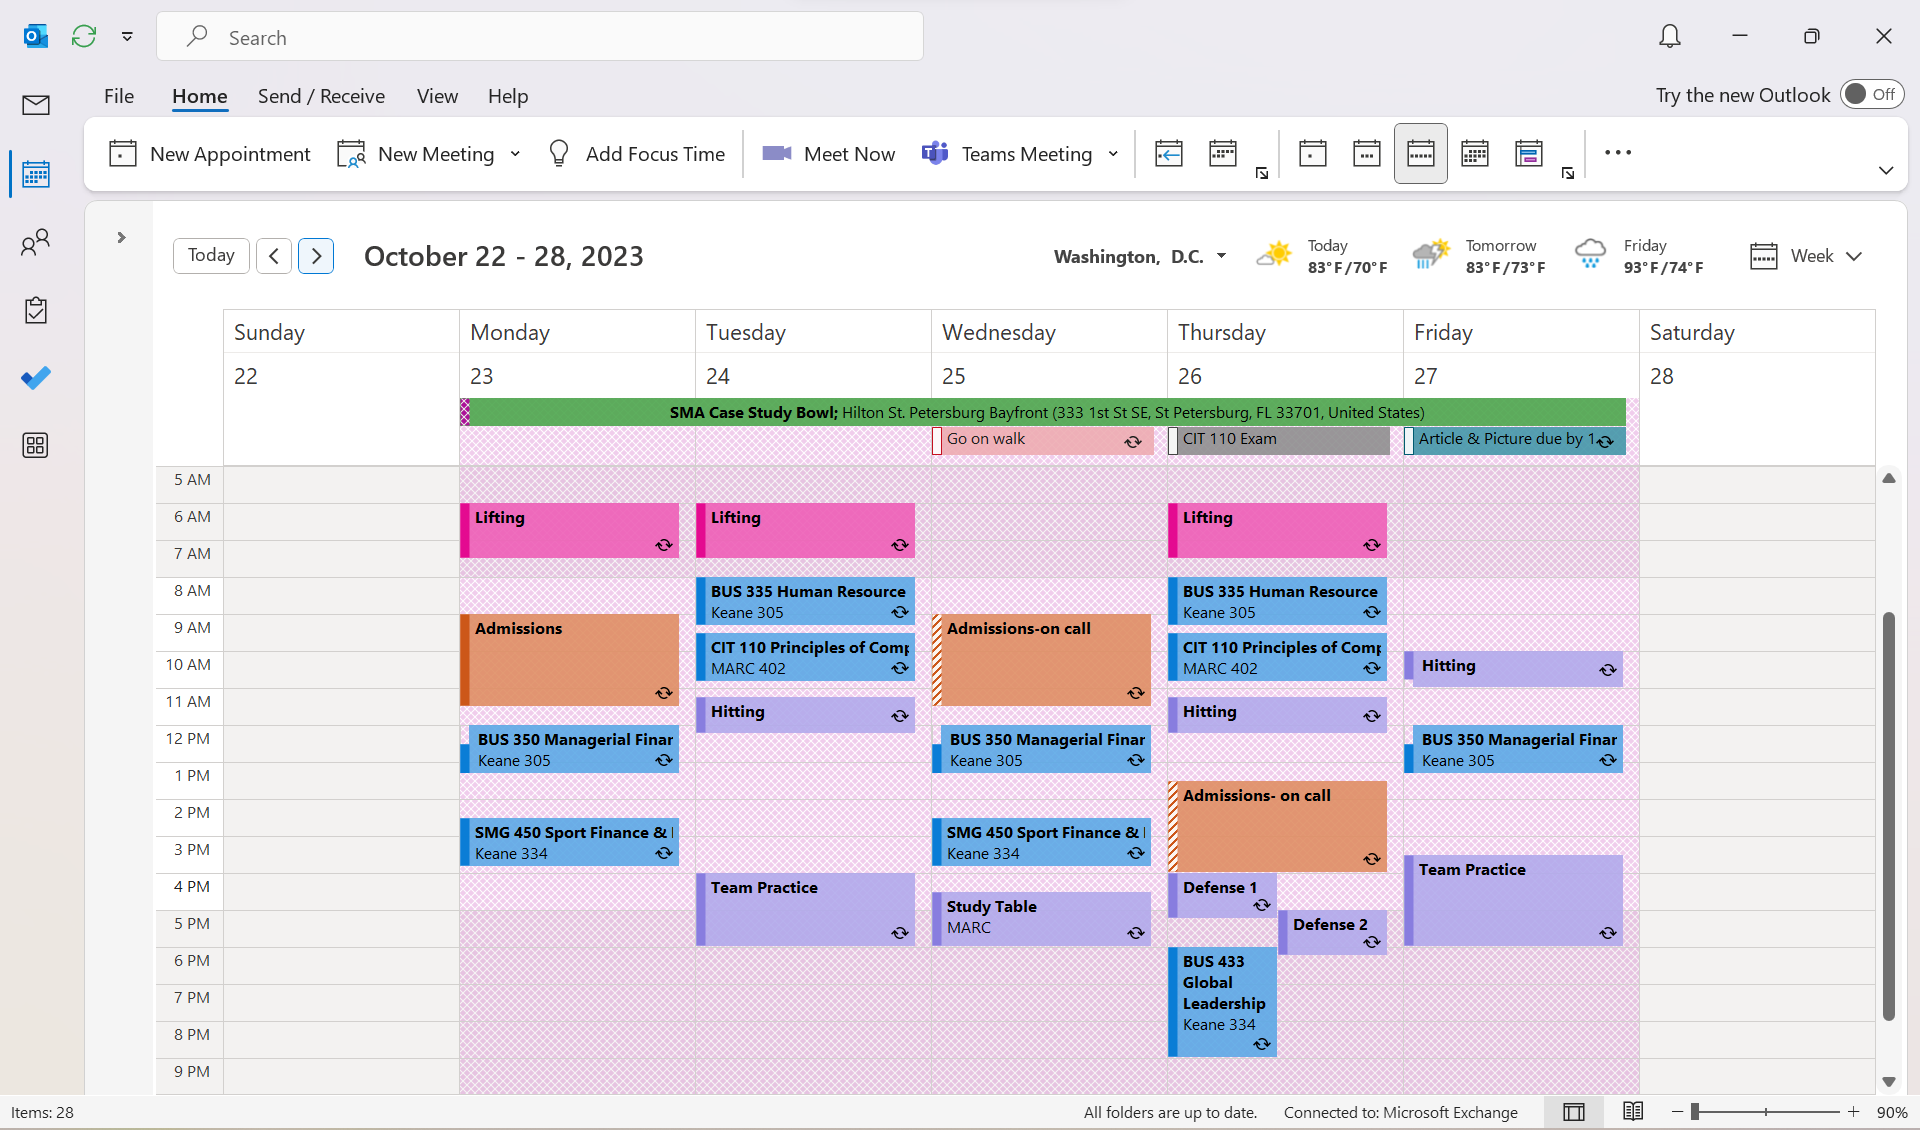 Search
File Home Send / Receive View Help
Try the new Outlook Off
New Appointment New Meeting Add Focus Time Meet Now Teams Meeting
Today October 22 - 28, 2023 Washington, D.C. Today 83°F/70°F Tomorrow 83°F/73°F Friday 93°F/74°F Week
Sunday Monday Tuesday Wednesday Thursday Friday Saturday
22 23 24 25 26 27 28
SMA Case Study Bowl; Hilton St. Petersburg Bayfront (333 1st St SE, St Petersburg, FL 33701, United States)
Go on walk CIT 110 Exam Article & Picture due by 1
5 AM
6 AM
7 AM
8 AM
9 AM
10 AM
11 AM
12 PM
1 PM
2 PM
3 PM
4 PM
5 PM
6 PM
7 PM
8 PM
9 PM
Lifting
Admissions
BUS 350 Managerial Finar
Keane 305
SMG 450 Sport Finance &
Keane 334
Lifting
BUS 335 Human Resource
Keane 305
CIT 110 Principles of Comp
MARC 402
Hitting
Team Practice
Admissions-on call
BUS 350 Managerial Finar
Keane 305
SMG 450 Sport Finance &
Keane 334
Study Table
MARC
Lifting
BUS 335 Human Resource
Keane 305
CIT 110 Principles of Comp
MARC 402
Hitting
Admissions- on call
Defense 1
Defense 2
BUS 433
Global
Leadership
Keane 334
Hitting
BUS 350 Managerial Finar
Keane 305
Team Practice
Items: 28 All folders are up to date. Connected to: Microsoft Exchange 90%